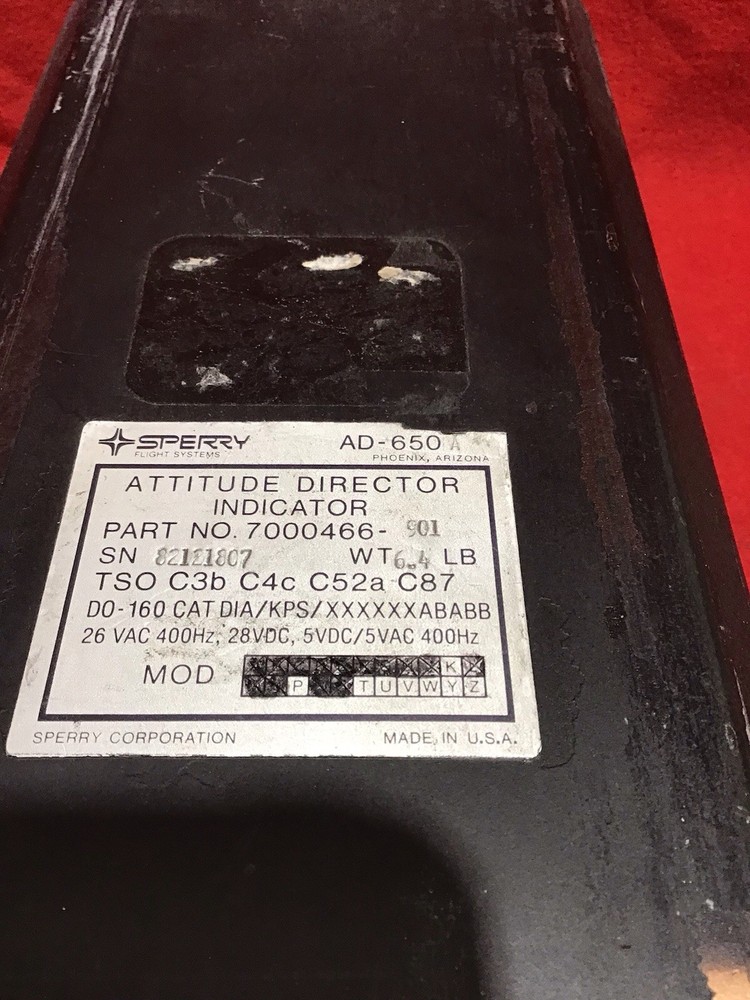 SPERRY AD-650 A
FLIGHT SYSTEMS PHOENIX, ARIZONA
ATTITUDE DIRECTOR
INDICATOR
PART NO. 7000466- 901
SN WT 6.4 LB
TSO C3b C4c C52a C87
DO-160 CAT DIA/KPS/XXXXXXABABB
26 VAC 400Hz, 28VDC, 5VDC/5VAC 400Hz
MOD K
P T U V W Y Z
SPERRY CORPORATION MADE IN U.S.A.